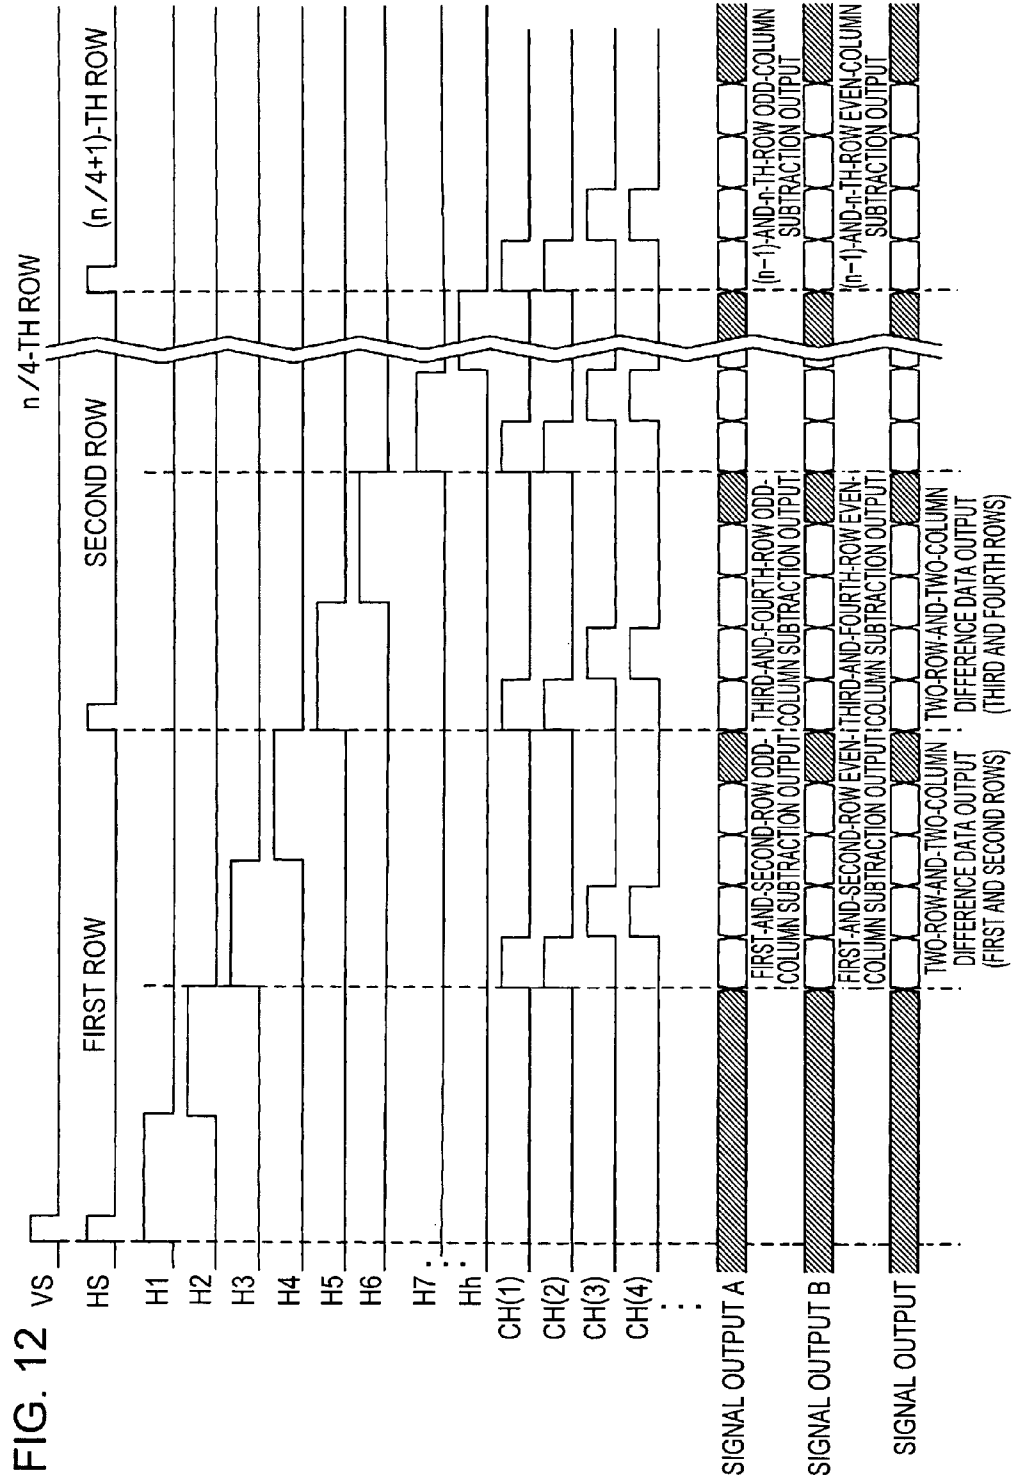 FIG. 12
n/4-TH ROW
FIRST ROW
SECOND ROW
(n/4+1)-TH ROW
VS
HS
H1
H2
H3
H4
H5
H6
H7
⋮
Hh
CH(1)
CH(2)
CH(3)
CH(4)
⋮
SIGNAL OUTPUT A
FIRST-AND-SECOND-ROW ODD-
COLUMN SUBTRACTION OUTPUT
THIRD-AND-FOURTH-ROW ODD-
COLUMN SUBTRACTION OUTPUT
(n-1)-AND-n-TH-ROW ODD-COLUMN
SUBTRACTION OUTPUT
SIGNAL OUTPUT B
FIRST-AND-SECOND-ROW EVEN-
COLUMN SUBTRACTION OUTPUT
THIRD-AND-FOURTH-ROW EVEN-
COLUMN SUBTRACTION OUTPUT
(n-1)-AND-n-TH-ROW EVEN-COLUMN
SUBTRACTION OUTPUT
SIGNAL OUTPUT
TWO-ROW-AND-TWO-COLUMN
DIFFERENCE DATA OUTPUT
(FIRST AND SECOND ROWS)
TWO-ROW-AND-TWO-COLUMN
DIFFERENCE DATA OUTPUT
(THIRD AND FOURTH ROWS)